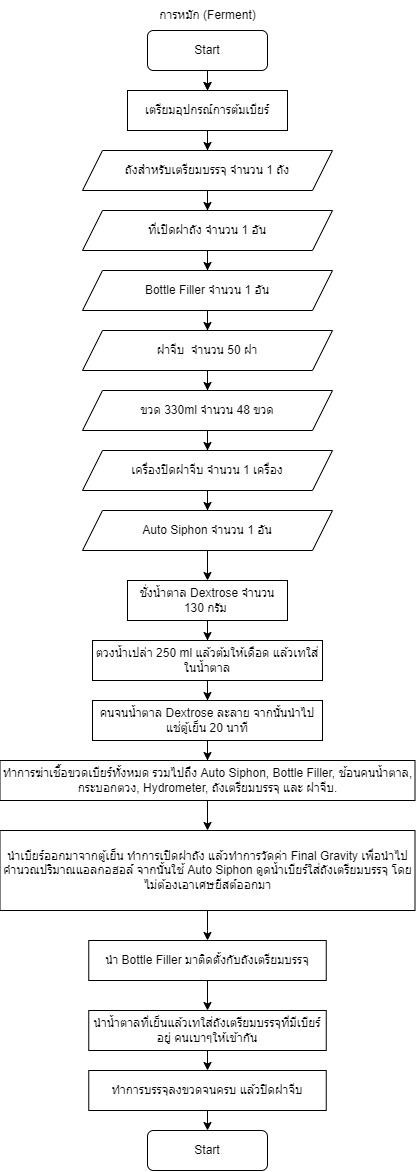 การหมัก (Ferment)
Start
เตรียมอุปกรณ์การต้มเบียร์
ถังสำหรับเตรียมบรรจุ จำนวน 1 ถัง
ที่เปิดฝาถัง จำนวน 1 อัน
Bottle Filler จำนวน 1 อัน
ฝาจีบ จำนวน 50 ฝา
ขวด 330ml จำนวน 48 ขวด
เครื่องปิดฝาจีบ จำนวน 1 เครื่อง
Auto Siphon จำนวน 1 อัน
ชั่งน้ำตาล Dextrose จำนวน
130 กรัม
ตวงน้ำเปล่า 250 ml แล้วต้มให้เดือด แล้วเทใส่
ในน้ำตาล
คนจนน้ำตาล Dextrose ละลาย จากนั้นนำไป
แช่ตู้เย็น 20 นาที
ทำการฆ่าเชื้อขวดเบียร์ทั้งหมด รวมไปถึง Auto Siphon, Bottle Filler, ช้อนคนน้ำตาล,
กระบอกตวง, Hydrometer, ถังเตรียมบรรจุ และ ฝาจีบ.
นำเบียร์ออกมาจากตู้เย็น ทำการเปิดฝาถัง แล้วทำการวัดค่า Final Gravity เพื่อนำไป
คำนวณปริมาณแอลกอฮอล์ จากนั้นใช้ Auto Siphon ดูดน้ำเบียร์ใส่ถังเตรียมบรรจุ โดย
ไม่ต้องเอาเศษยีสต์ออกมา
นำ Bottle Filler มาติดตั้งกับถังเตรียมบรรจุ
นำน้ำตาลที่เย็นแล้วเทใส่ถังเตรียมบรรจุที่มีเบียร์
อยู่ คนเบาๆให้เข้ากัน
ทำการบรรจุลงขวดจนครบ แล้วปิดฝาจีบ
Start